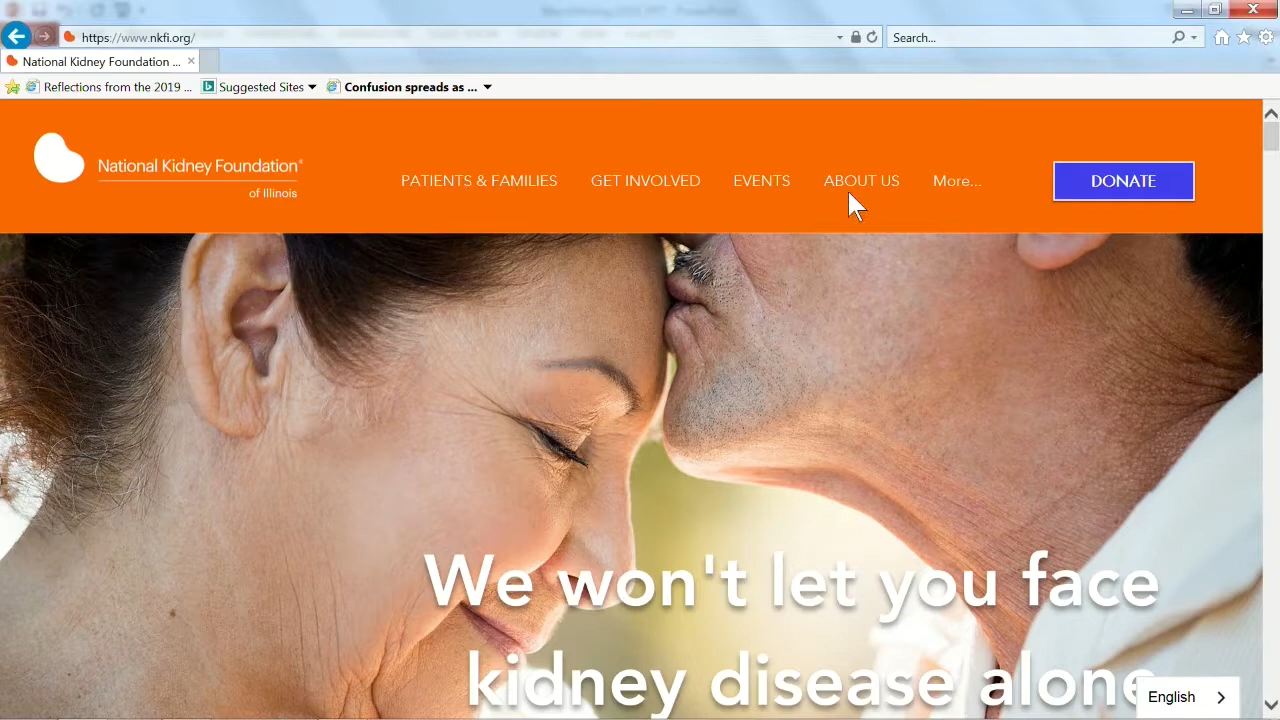 https://www.nkfi.org/
Search...
National Kidney Foundation ...
Reflections from the 2019 ...
Suggested Sites
Confusion spreads as ...
National Kidney Foundation®
of Illinois
PATIENTS & FAMILIES
GET INVOLVED
EVENTS
ABOUT US
More...
DONATE
We won't let you face
kidney disease alone
English